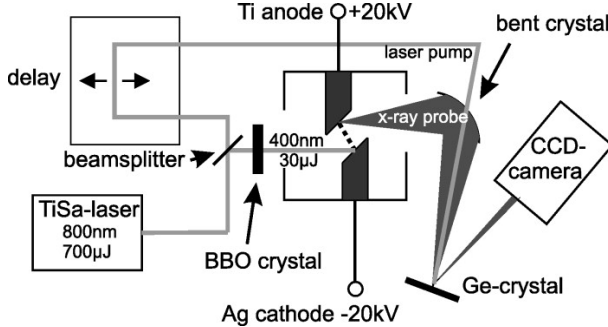 Ti anode
+20kV
bent crystal
laser pump
delay
x-ray probe
400nm
30µJ
beamsplitter
CCD-
camera
TiSa-laser
800nm
700µJ
BBO crystal
Ge-crystal
Ag cathode -20kV